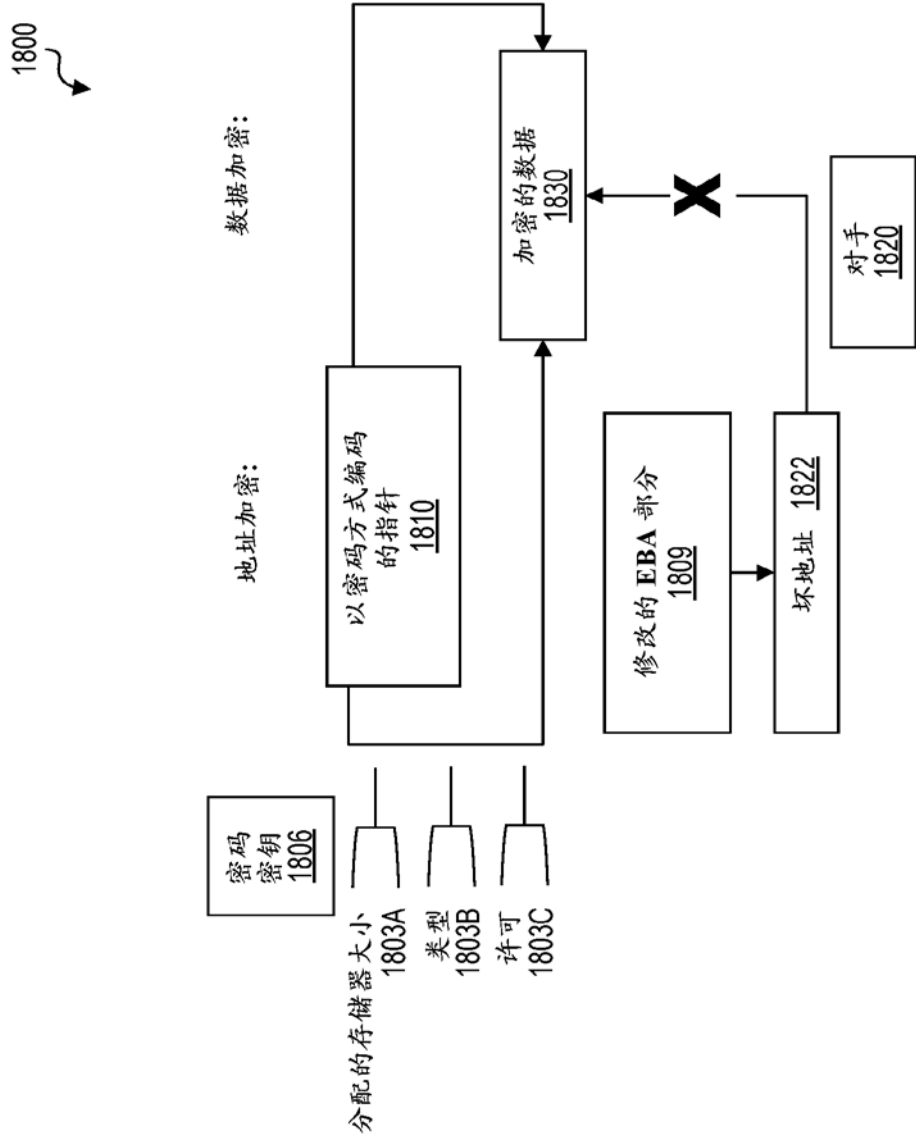 1800
地址加密:
数据加密:
密码
密钥
1806
以密码方式编码
的指针
1810
加密的数据
1830
分配的存储器大小
1803A
类型
1803B
许可
1803C
X
修改的 EBA 部分
1809
坏地址 1822
对手
1820